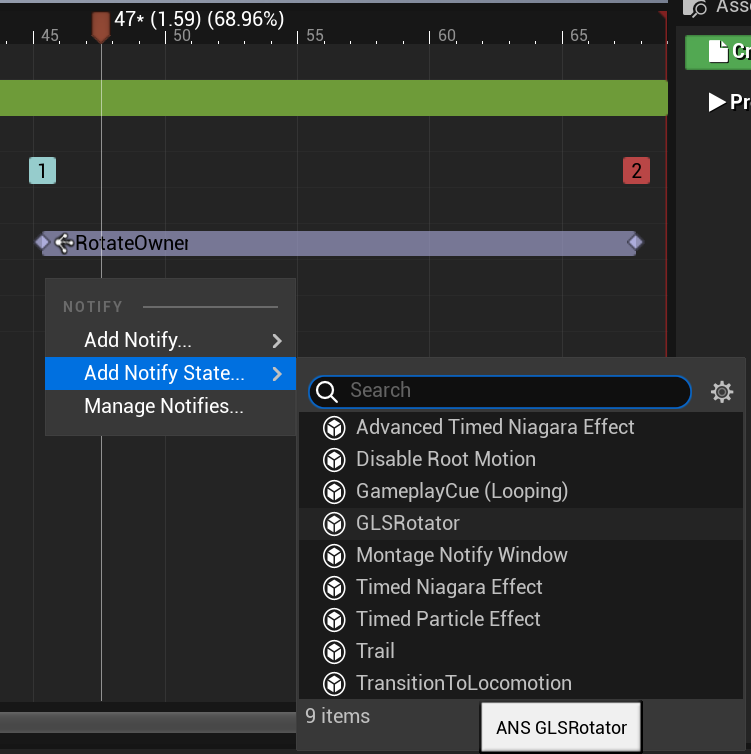 47* (1.59) (68.96%)
45 50 55 60 65
1
2
RotateOwner
NOTIFY
Add Notify...
Add Notify State...
Manage Notifies...
Search
Advanced Timed Niagara Effect
Disable Root Motion
GameplayCue (Looping)
GLSRotator
Montage Notify Window
Timed Niagara Effect
Timed Particle Effect
Trail
TransitionToLocomotion
9 items
ANS GLSRotator
Asse
Cr
Pr